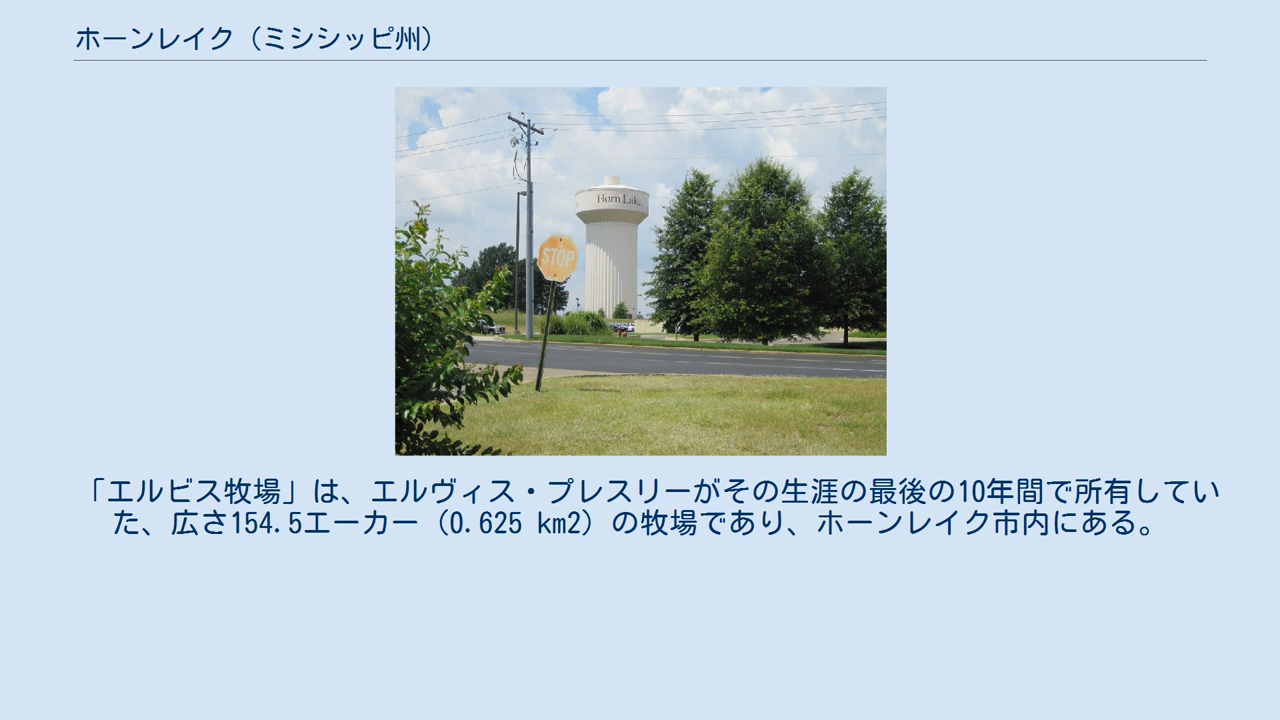 ホーンレイク（ミシシッピ州）
Horn Lake
STOP
「エルビス牧場」は、エルヴィス・プレスリーがその生涯の最後の10年間で所有してい
た、広さ154.5エーカー（0.625 km2）の牧場であり、ホーンレイク市内にある。